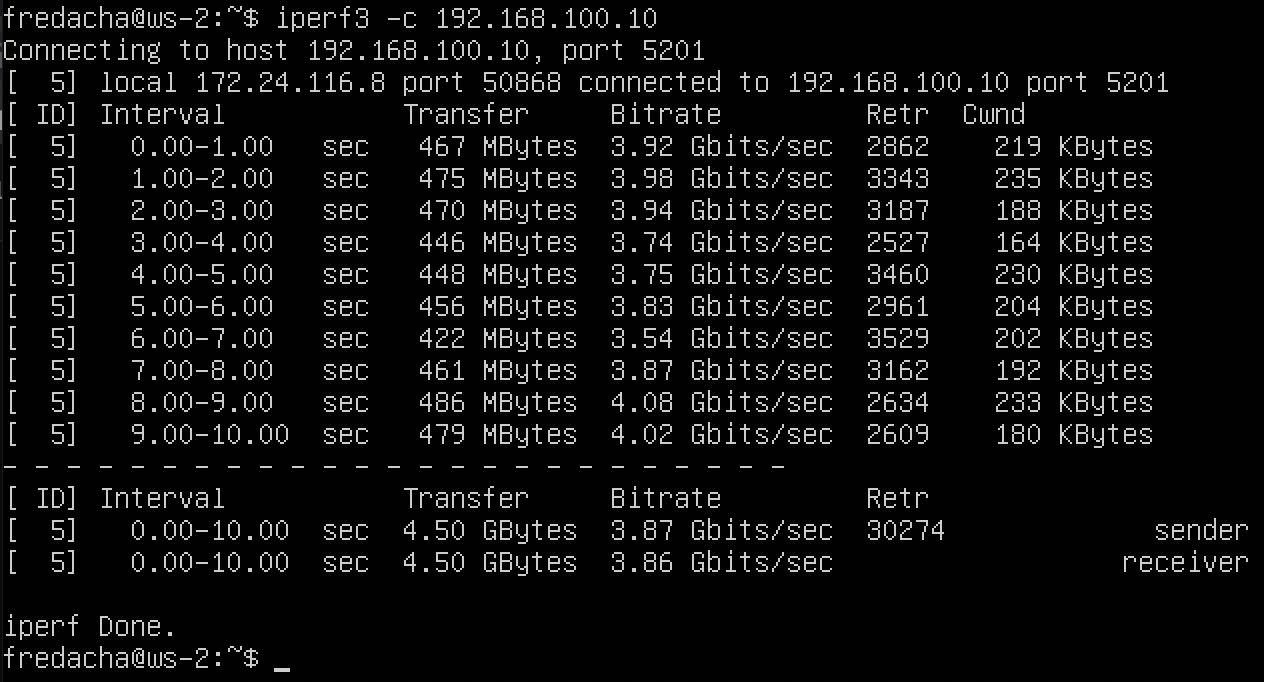 fredacha@ws-2:~$ iperf3 -c 192.168.100.10
Connecting to host 192.168.100.10, port 5201
[  5] local 172.24.116.8 port 50868 connected to 192.168.100.10 port 5201
[ ID] Interval           Transfer     Bitrate         Retr  Cwnd
[  5]   0.00-1.00   sec   467 MBytes  3.92 Gbits/sec  2862    219 KBytes
[  5]   1.00-2.00   sec   475 MBytes  3.98 Gbits/sec  3343    235 KBytes
[  5]   2.00-3.00   sec   470 MBytes  3.94 Gbits/sec  3187    188 KBytes
[  5]   3.00-4.00   sec   446 MBytes  3.74 Gbits/sec  2527    164 KBytes
[  5]   4.00-5.00   sec   448 MBytes  3.75 Gbits/sec  3460    230 KBytes
[  5]   5.00-6.00   sec   456 MBytes  3.83 Gbits/sec  2961    204 KBytes
[  5]   6.00-7.00   sec   422 MBytes  3.54 Gbits/sec  3529    202 KBytes
[  5]   7.00-8.00   sec   461 MBytes  3.87 Gbits/sec  3162    192 KBytes
[  5]   8.00-9.00   sec   486 MBytes  4.08 Gbits/sec  2634    233 KBytes
[  5]   9.00-10.00  sec   479 MBytes  4.02 Gbits/sec  2609    180 KBytes
- - - - - - - - - - - - - - - - - - - - - - - - -
[ ID] Interval           Transfer     Bitrate         Retr
[  5]   0.00-10.00  sec  4.50 GBytes  3.87 Gbits/sec  30274             sender
[  5]   0.00-10.00  sec  4.50 GBytes  3.86 Gbits/sec                  receiver
iperf Done.
fredacha@ws-2:~$ _